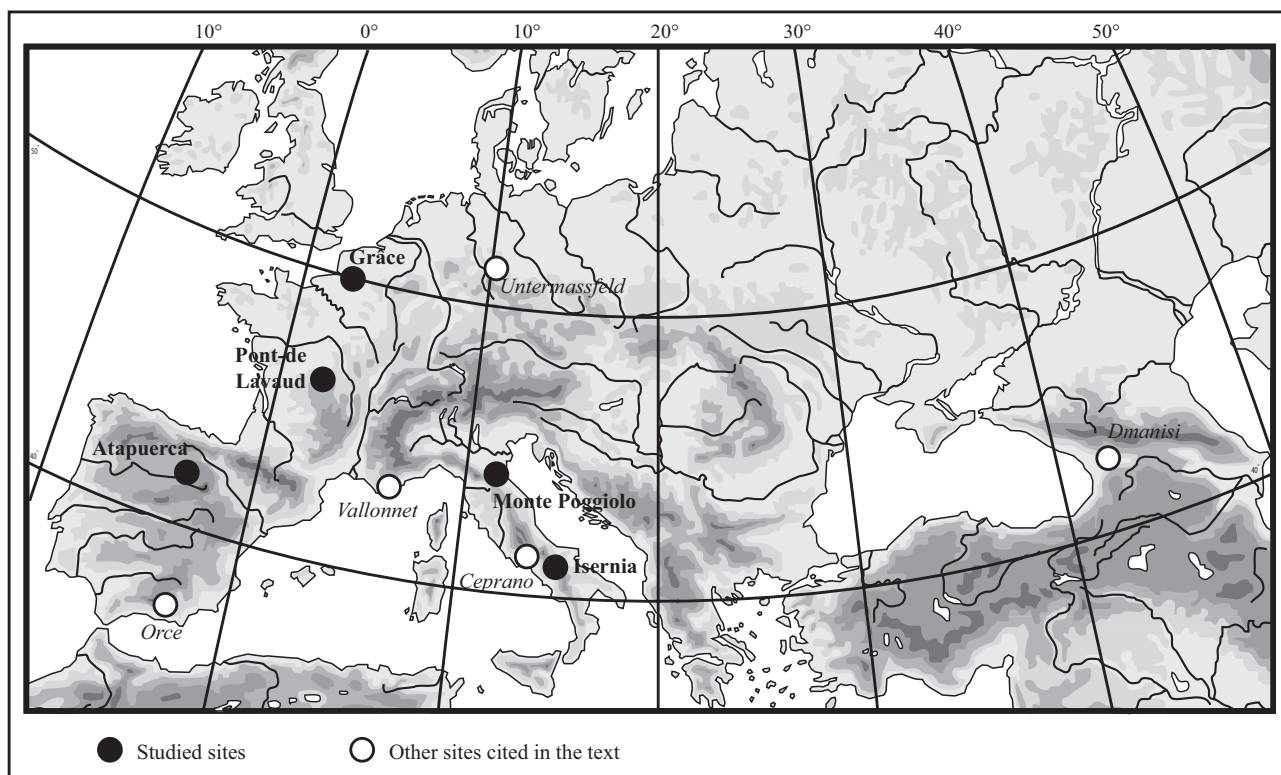 10° 0° 10° 20° 30° 40° 50°
50°
Grâce
Untermassfeld
Pont-de
Lavaud
Dmanisi
Atapuerca
40°
40°
Vallonnet
Monte Poggiolo
Ceprano
Isernia
Orce
Studied sites
Other sites cited in the text